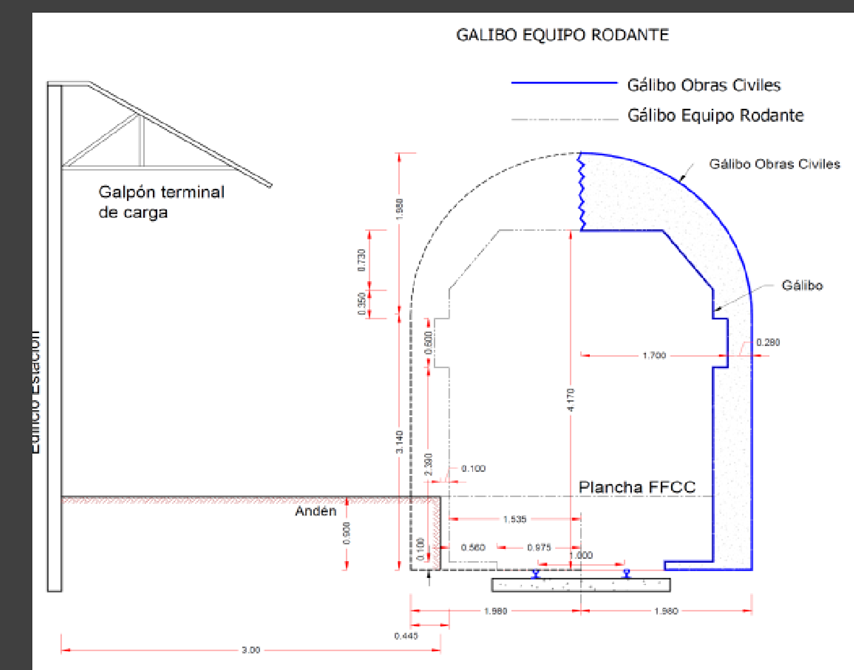 GALIBO EQUIPO RODANTE
Gálibo Obras Civiles
Gálibo Equipo Rodante
Gálibo Obras Civiles
Galpón terminal
de carga
1.980
0.730
0.350
Gálibo
0.600
0.280
1.700
4.170
Edificio Estación
3.140
2.390
0.100
Plancha FFCC
Andén
1.535
0.900
0.100
0.560
0.975
1.000
1.980
1.980
0.445
3.00